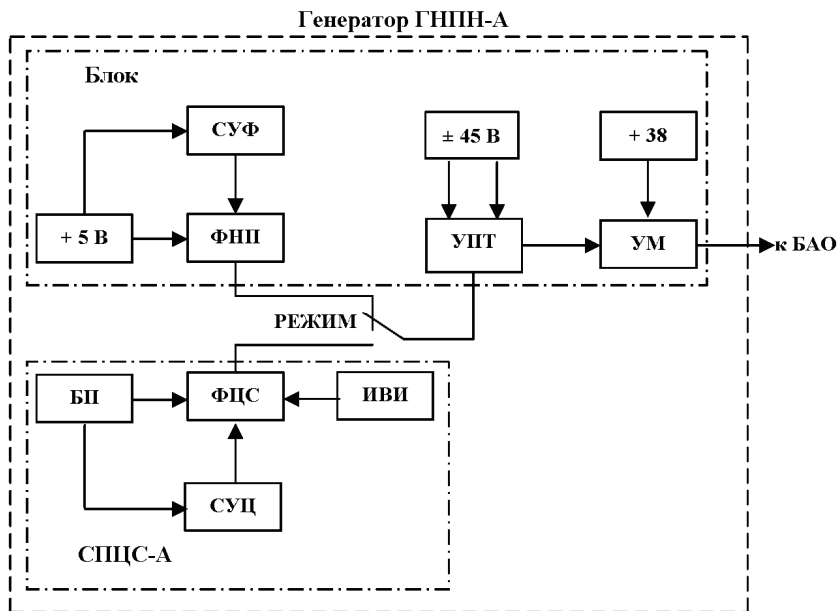 Генератор ГНПН-А
Блок
СУФ
± 45 В
+ 38
+ 5 В
ФНП
УПТ
УМ
к БАО
РЕЖИМ
БП
ФЦС
ИВИ
СУЦ
СПЦС-А